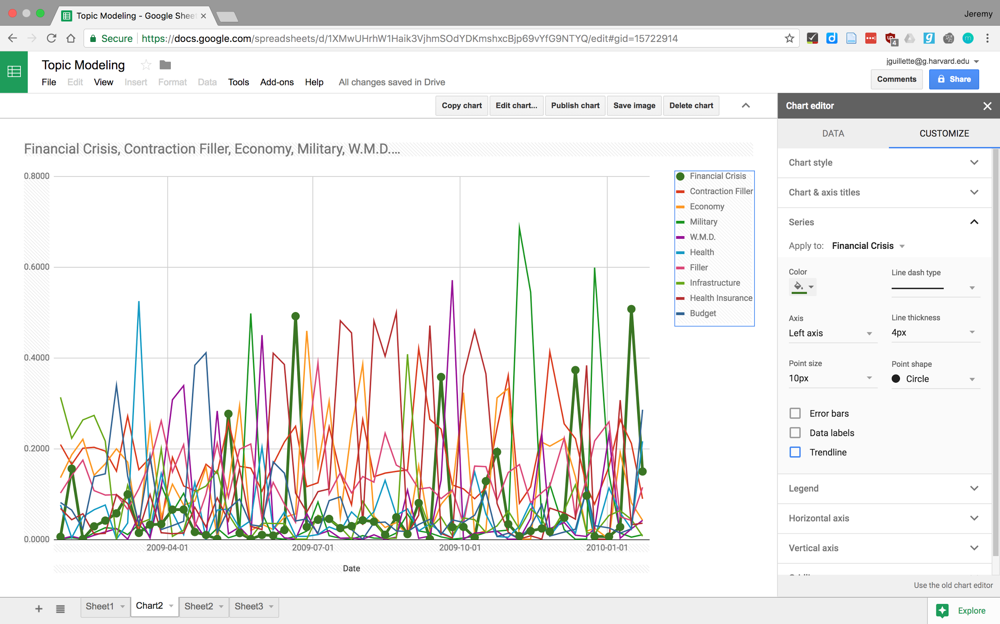 Topic Modeling - Google Shee
Jeremy
Secure https://docs.google.com/spreadsheets/d/1XMwUHrhW1Haik3VjhmSOdYDKmshxcBjp69vYfG9NTYQ/edit#gid=15722914
4
Topic Modeling
jguillette@g.harvard.edu
File Edit View Insert Format Data Tools Add-ons Help All changes saved in Drive
Comments Share
Copy chart Edit chart... Publish chart Save image Delete chart
Chart editor
DATA CUSTOMIZE
Financial Crisis, Contraction Filler, Economy, Military, W.M.D....
0.8000
0.6000
0.4000
0.2000
0.0000
2009-04-01 2009-07-01 2009-10-01 2010-01-01
Date
Financial Crisis
Contraction Filler
Economy
Military
W.M.D.
Health
Filler
Infrastructure
Health Insurance
Budget
Chart style
Chart & axis titles
Series
Apply to: Financial Crisis
Color Line dash type
Axis Line thickness
Left axis 4px
Point size Point shape
10px Circle
Error bars
Data labels
Trendline
Legend
Horizontal axis
Vertical axis
Use the old chart editor
Sheet1 Chart2 Sheet2 Sheet3
Explore